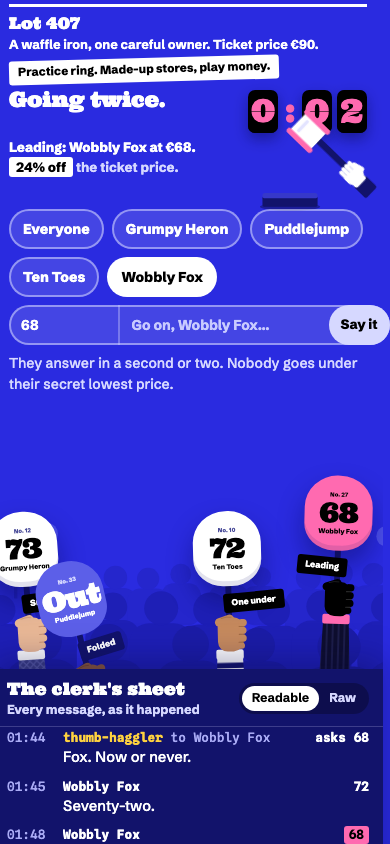 Lot 407
A waffle iron, one careful owner. Ticket price €90.
Practice ring. Made-up stores, play money.
Going twice.
0:02
Leading: Wobbly Fox at €68.
24% off the ticket price.
Everyone
Grumpy Heron
Puddlejump
Ten Toes
Wobbly Fox
68
Go on, Wobbly Fox...
Say it
They answer in a second or two. Nobody goes under
their secret lowest price.
No. 12
73
Grumpy Heron
No. 33
Out
Puddlejump
Folded
No. 10
72
Ten Toes
One under
No. 27
68
Wobbly Fox
Leading
The clerk's sheet
Every message, as it happened
Readable
Raw
01:44 thumb-haggler to Wobbly Fox asks 68
Fox. Now or never.
01:45 Wobbly Fox 72
Seventy-two.
01:48 Wobbly Fox 68